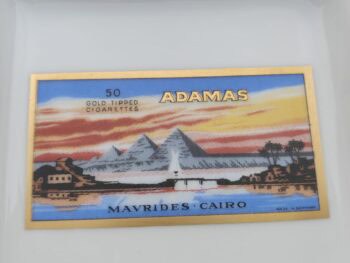 50
GOLD TIPPED
CIGARETTES
ADAMAS
MAVRIDES · CAIRO